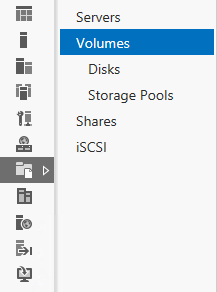 Servers
Volumes
Disks
Storage Pools
Shares
iSCSI